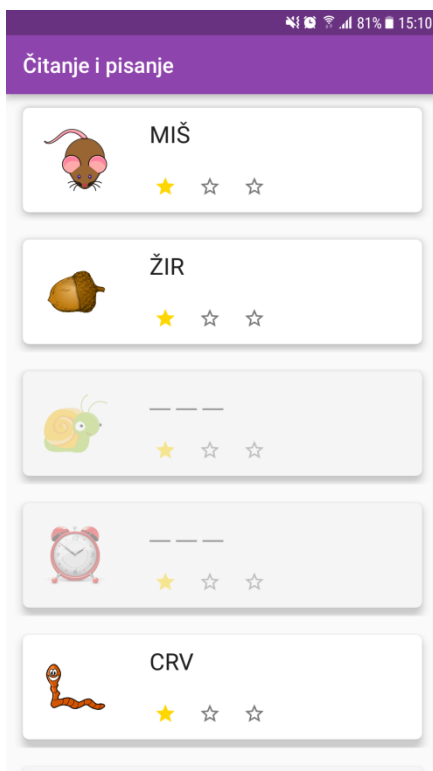 81% 15:10
Čitanje i pisanje
MIŠ
ŽIR
_ _ _
_ _ _
CRV